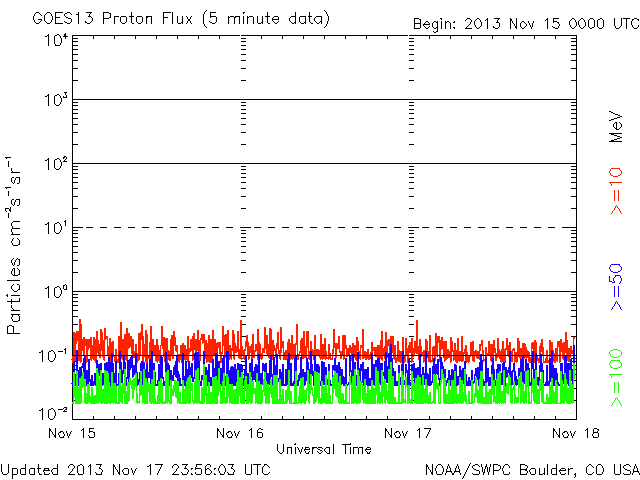 GOES13 Proton Flux (5 minute data)
Begin: 2013 Nov 15 0000 UTC
10⁴
10³
10²
10¹
10⁰
10⁻¹
10⁻²
Particles cm⁻²s⁻¹sr⁻¹
MeV
>=10
>=50
>=100
Nov 15
Nov 16
Nov 17
Nov 18
Universal Time
Updated 2013 Nov 17 23:56:03 UTC
NOAA/SWPC Boulder, CO USA